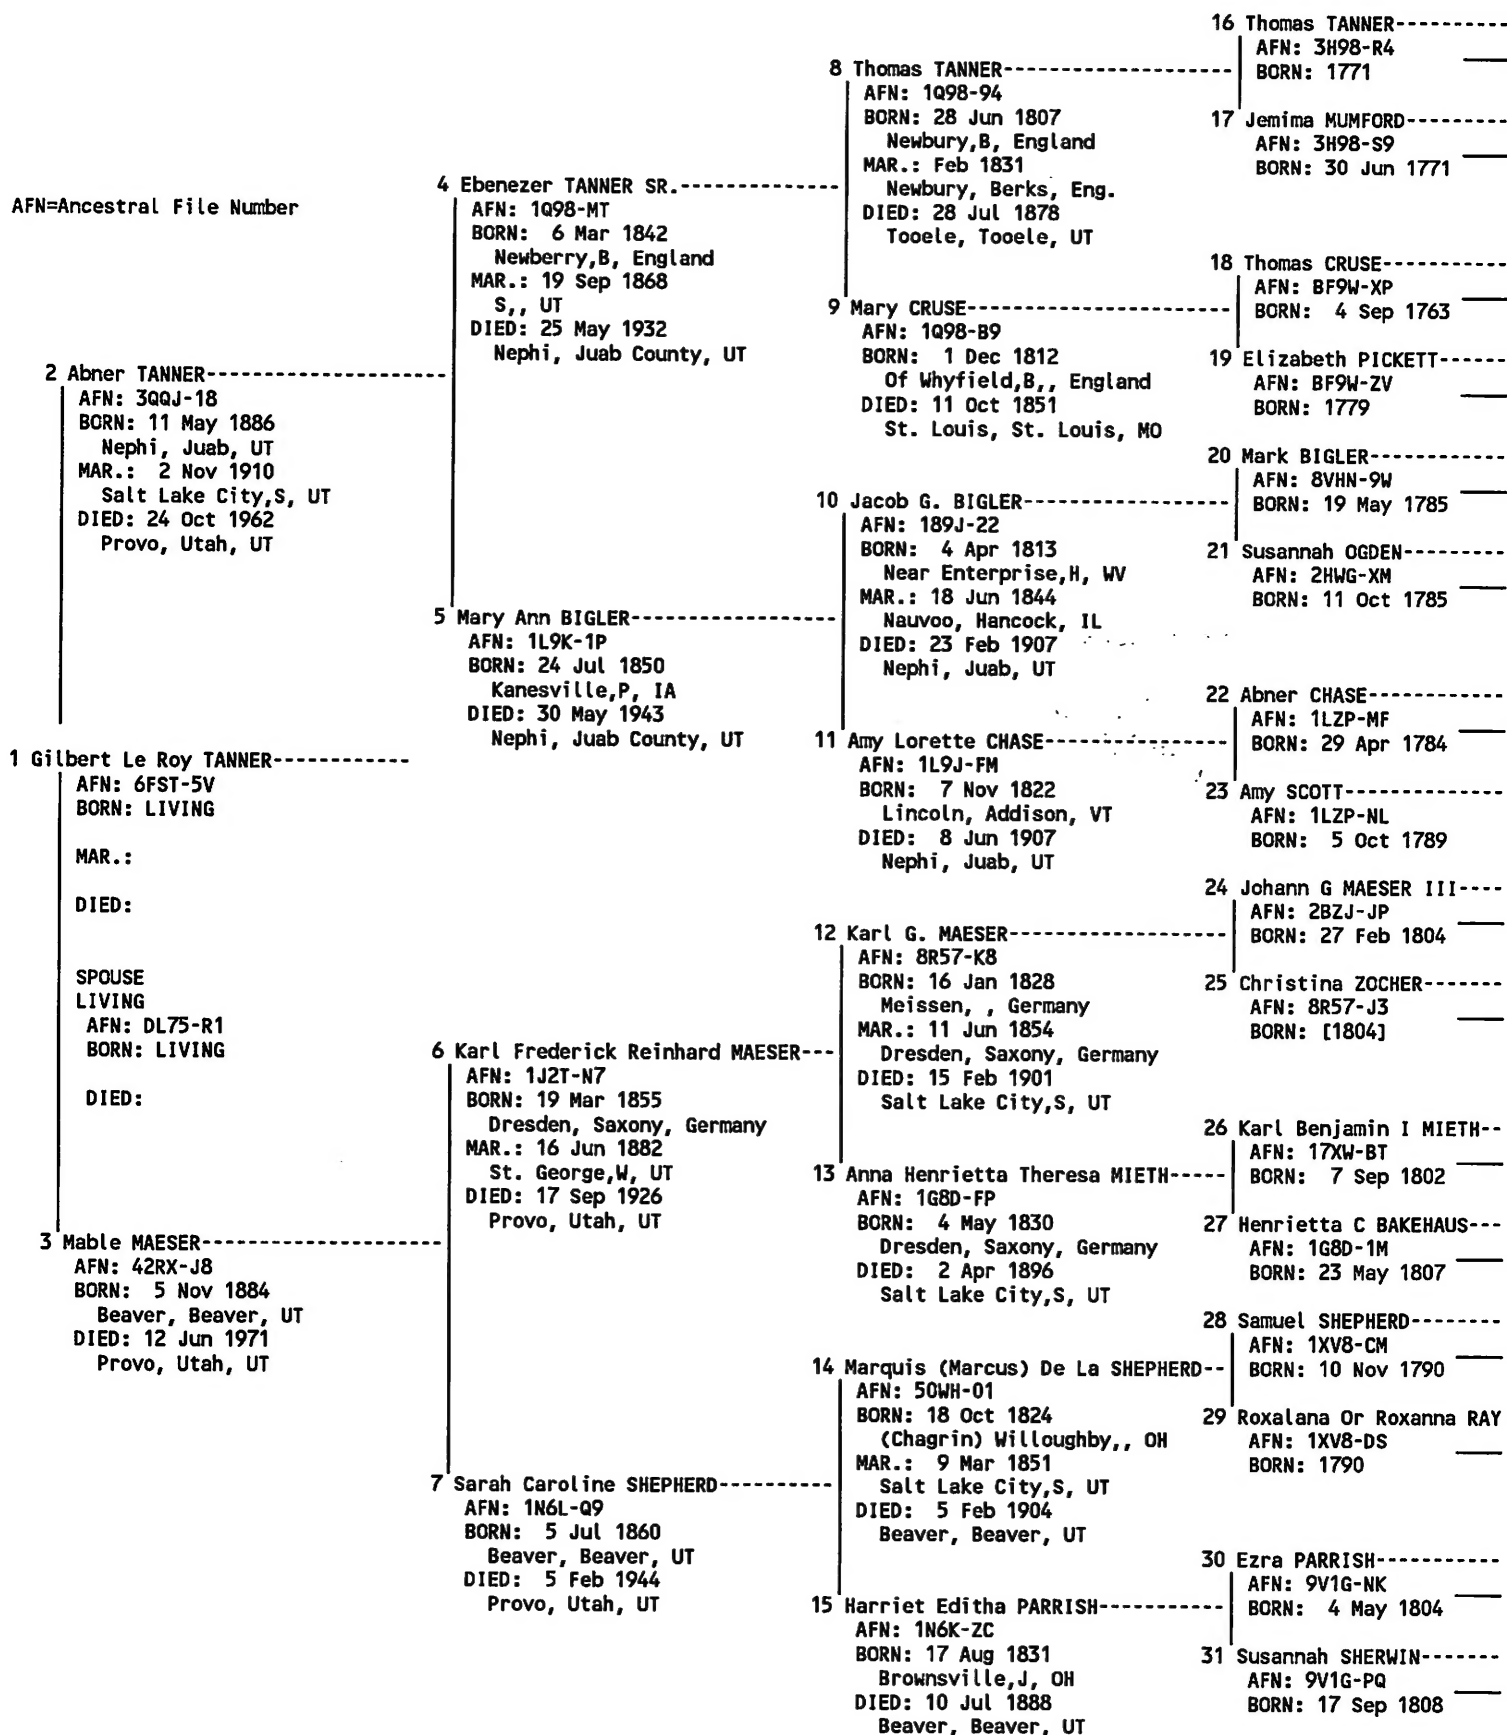 AFN=Ancestral File Number
1 Gilbert Le Roy TANNER------------
AFN: 6FST-5V
BORN: LIVING
MAR.:
DIED:
SPOUSE
LIVING
AFN: DL75-R1
BORN: LIVING
DIED:
2 Abner TANNER---------------------
AFN: 3QQJ-18
BORN: 11 May 1886
Nephi, Juab, UT
MAR.: 2 Nov 1910
Salt Lake City,S, UT
DIED: 24 Oct 1962
Provo, Utah, UT
3 Mable MAESER---------------------
AFN: 42RX-J8
BORN: 5 Nov 1884
Beaver, Beaver, UT
DIED: 12 Jun 1971
Provo, Utah, UT
4 Ebenezer TANNER SR.--------------
AFN: 1Q98-MT
BORN: 6 Mar 1842
Newberry,B, England
MAR.: 19 Sep 1868
S,, UT
DIED: 25 May 1932
Nephi, Juab County, UT
5 Mary Ann BIGLER------------------
AFN: 1L9K-1P
BORN: 24 Jul 1850
Kanesville,P, IA
DIED: 30 May 1943
Nephi, Juab County, UT
6 Karl Frederick Reinhard MAESER---
AFN: 1J2T-N7
BORN: 19 Mar 1855
Dresden, Saxony, Germany
MAR.: 16 Jun 1882
St. George,W, UT
DIED: 17 Sep 1926
Provo, Utah, UT
7 Sarah Caroline SHEPHERD----------
AFN: 1N6L-Q9
BORN: 5 Jul 1860
Beaver, Beaver, UT
DIED: 5 Feb 1944
Provo, Utah, UT
8 Thomas TANNER--------------------
AFN: 1Q98-94
BORN: 28 Jun 1807
Newbury,B, England
MAR.: Feb 1831
Newbury, Berks, Eng.
DIED: 28 Jul 1878
Tooele, Tooele, UT
9 Mary CRUSE-----------------------
AFN: 1Q98-B9
BORN: 1 Dec 1812
Of Whyfield,B,, England
DIED: 11 Oct 1851
St. Louis, St. Louis, MO
10 Jacob G. BIGLER------------------
AFN: 189J-22
BORN: 4 Apr 1813
Near Enterprise,H, WV
MAR.: 18 Jun 1844
Nauvoo, Hancock, IL
DIED: 23 Feb 1907
Nephi, Juab, UT
11 Amy Lorette CHASE----------------
AFN: 1L9J-FM
BORN: 7 Nov 1822
Lincoln, Addison, VT
DIED: 8 Jun 1907
Nephi, Juab, UT
12 Karl G. MAESER-------------------
AFN: 8R57-K8
BORN: 16 Jan 1828
Meissen, , Germany
MAR.: 11 Jun 1854
Dresden, Saxony, Germany
DIED: 15 Feb 1901
Salt Lake City,S, UT
13 Anna Henrietta Theresa MIETH-----
AFN: 1G8D-FP
BORN: 4 May 1830
Dresden, Saxony, Germany
DIED: 2 Apr 1896
Salt Lake City,S, UT
14 Marquis (Marcus) De La SHEPHERD--
AFN: 50WH-01
BORN: 18 Oct 1824
(Chagrin) Willoughby,, OH
MAR.: 9 Mar 1851
Salt Lake City,S, UT
DIED: 5 Feb 1904
Beaver, Beaver, UT
15 Harriet Editha PARRISH-----------
AFN: 1N6K-ZC
BORN: 17 Aug 1831
Brownsville,J, OH
DIED: 10 Jul 1888
Beaver, Beaver, UT
16 Thomas TANNER----------
AFN: 3H98-R4
BORN: 1771
17 Jemima MUMFORD---------
AFN: 3H98-S9
BORN: 30 Jun 1771
18 Thomas CRUSE-----------
AFN: BF9W-XP
BORN: 4 Sep 1763
19 Elizabeth PICKETT------
AFN: BF9W-ZV
BORN: 1779
20 Mark BIGLER------------
AFN: 8VHN-9W
BORN: 19 May 1785
21 Susannah OGDEN---------
AFN: 2HWG-XM
BORN: 11 Oct 1785
22 Abner CHASE------------
AFN: 1LZP-MF
BORN: 29 Apr 1784
23 Amy SCOTT--------------
AFN: 1LZP-NL
BORN: 5 Oct 1789
24 Johann G MAESER III----
AFN: 2BZJ-JP
BORN: 27 Feb 1804
25 Christina ZOCHER-------
AFN: 8R57-J3
BORN: [1804]
26 Karl Benjamin I MIETH--
AFN: 17XW-BT
BORN: 7 Sep 1802
27 Henrietta C BAKEHAUS---
AFN: 1G8D-1M
BORN: 23 May 1807
28 Samuel SHEPHERD--------
AFN: 1XV8-CM
BORN: 10 Nov 1790
29 Roxalana Or Roxanna RAY
AFN: 1XV8-DS
BORN: 1790
30 Ezra PARRISH-----------
AFN: 9V1G-NK
BORN: 4 May 1804
31 Susannah SHERWIN-------
AFN: 9V1G-PQ
BORN: 17 Sep 1808